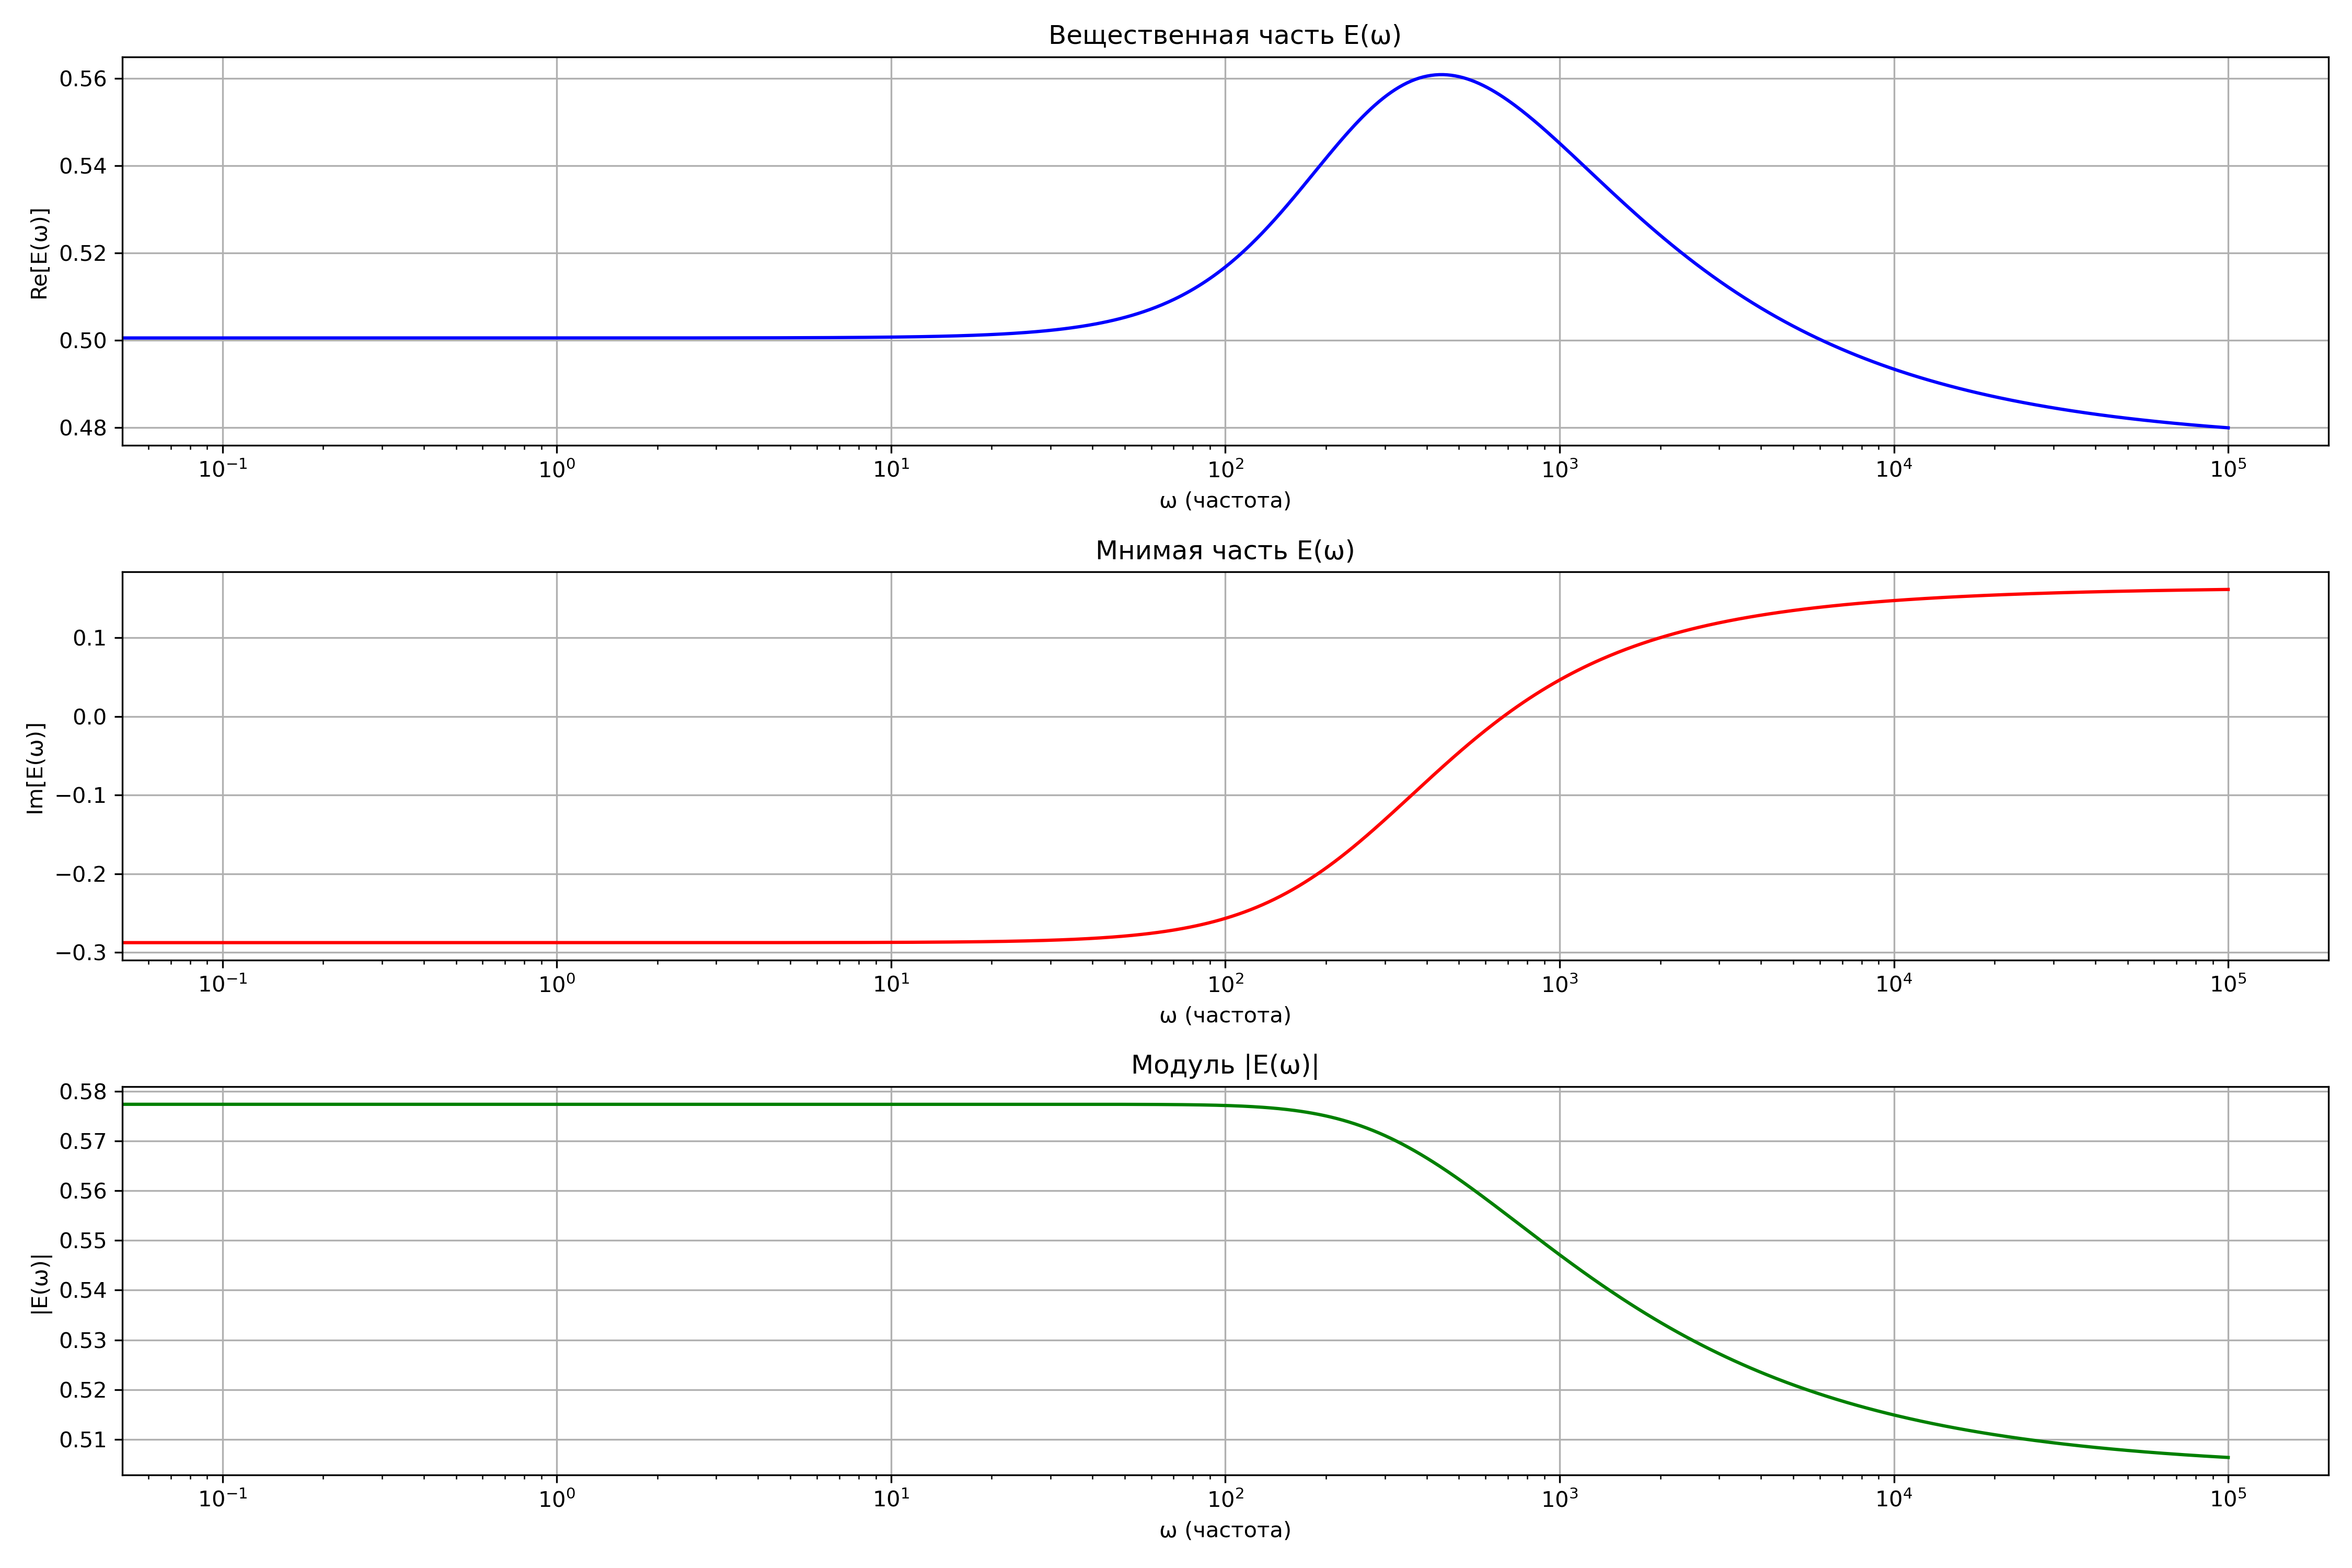 Вещественная часть E(ω)
Re[E(ω)]
0.56
0.54
0.52
0.50
0.48
10⁻¹ 10⁰ 10¹ 10² 10³ 10⁴ 10⁵
ω (частота)
Мнимая часть E(ω)
Im[E(ω)]
0.1
0.0
−0.1
−0.2
−0.3
10⁻¹ 10⁰ 10¹ 10² 10³ 10⁴ 10⁵
ω (частота)
Модуль |E(ω)|
|E(ω)|
0.58
0.57
0.56
0.55
0.54
0.53
0.52
0.51
10⁻¹ 10⁰ 10¹ 10² 10³ 10⁴ 10⁵
ω (частота)